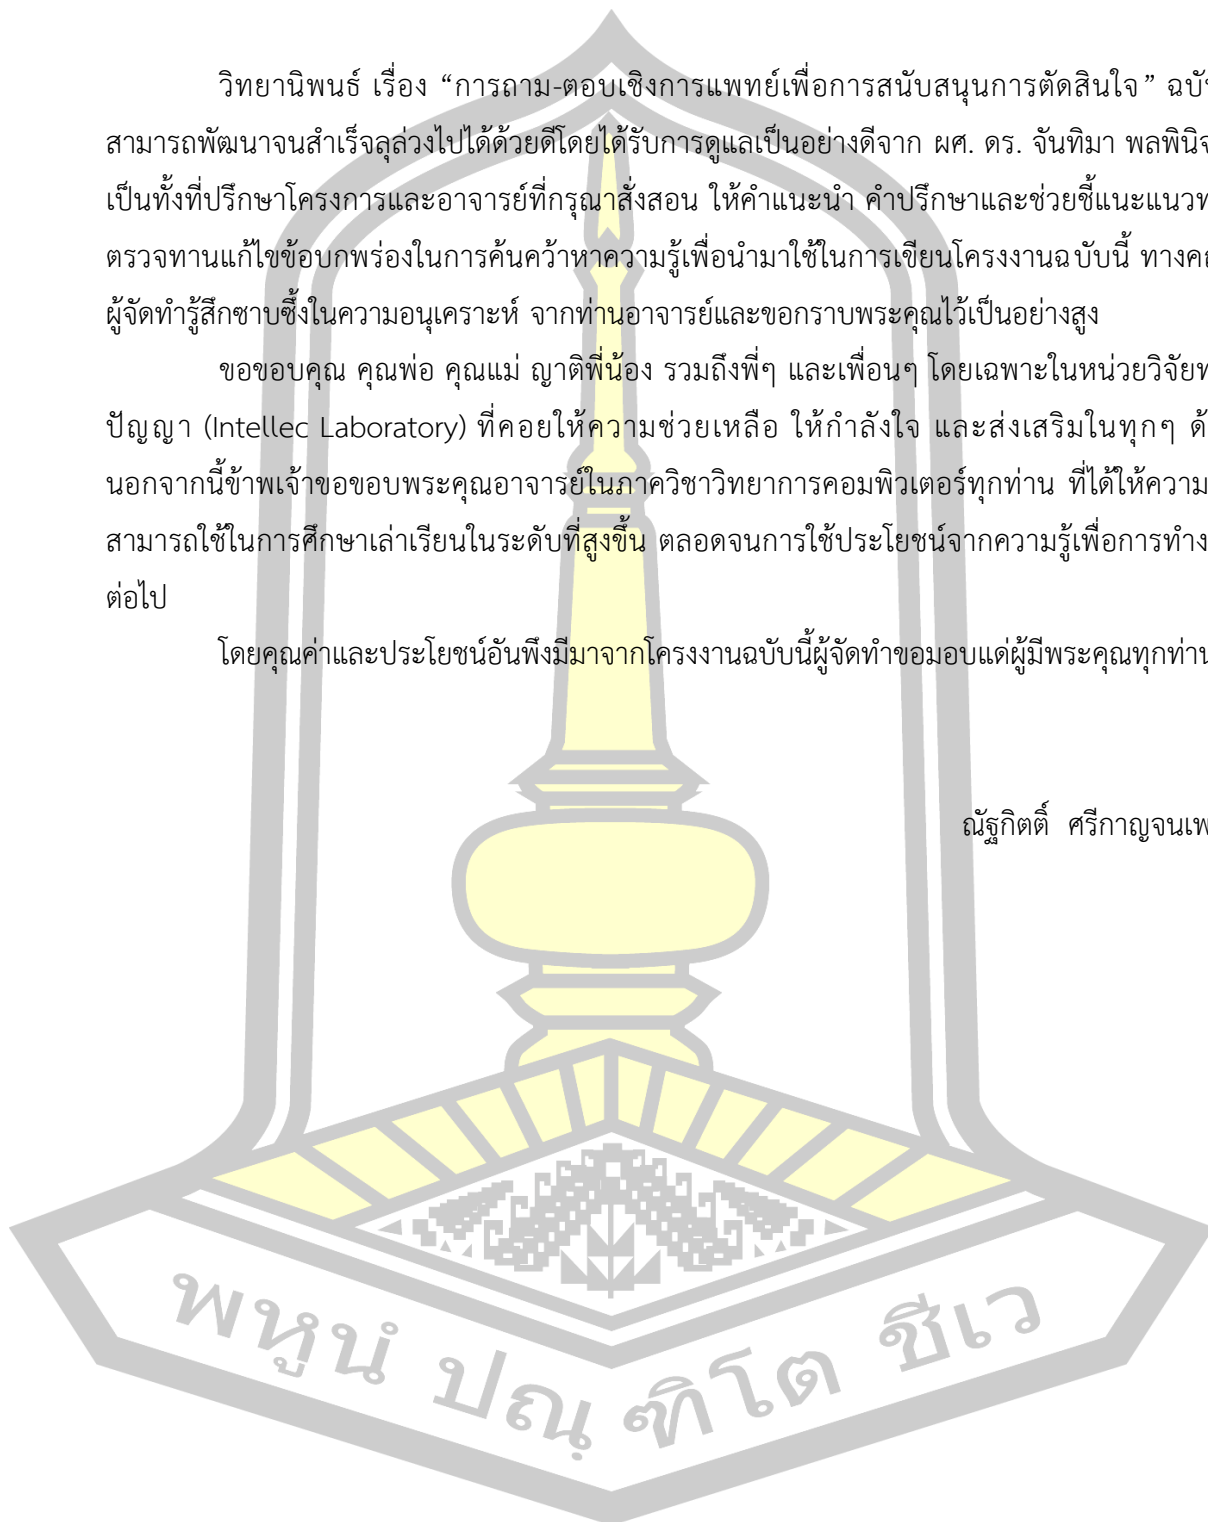 วิทยานิพนธ์ เรื่อง “การถาม-ตอบเชิงการแพทย์เพื่อการสนับสนุนการตัดสินใจ” ฉบั
สามารถพัฒนาจนสำเร็จลุล่วงไปได้ด้วยดีโดยได้รับการดูแลเป็นอย่างดีจาก ผศ. ดร. จันทิมา พลพินิจ
เป็นทั้งที่ปรึกษาโครงการและอาจารย์ที่กรุณาสั่งสอน ให้คำแนะนำ คำปรึกษาและช่วยชี้แนะแนวท
ตรวจทานแก้ไขข้อบกพร่องในการค้นคว้าหาความรู้เพื่อนำมาใช้ในการเขียนโครงงานฉบับนี้ ทางคณ
ผู้จัดทำรู้สึกซาบซึ้งในความอนุเคราะห์ จากท่านอาจารย์และขอกราบพระคุณไว้เป็นอย่างสูง
ขอขอบคุณ คุณพ่อ คุณแม่ ญาติพี่น้อง รวมถึงพี่ๆ และเพื่อนๆ โดยเฉพาะในหน่วยวิจัยท
ปัญญา (Intellec Laboratory) ที่คอยให้ความช่วยเหลือ ให้กำลังใจ และส่งเสริมในทุกๆ ด้
นอกจากนี้ข้าพเจ้าขอขอบพระคุณอาจารย์ในภาควิชาวิทยาการคอมพิวเตอร์ทุกท่าน ที่ได้ให้ความ
สามารถใช้ในการศึกษาเล่าเรียนในระดับที่สูงขึ้น ตลอดจนการใช้ประโยชน์จากความรู้เพื่อการทำง
ต่อไป
โดยคุณค่าและประโยชน์อันพึงมีมาจากโครงงานฉบับนี้ผู้จัดทำขอมอบแด่ผู้มีพระคุณทุกท่าน
ณัฐกิตติ์ ศรีกาญจนเพ
พหูนํ ปณฺฑิโต ชีเว